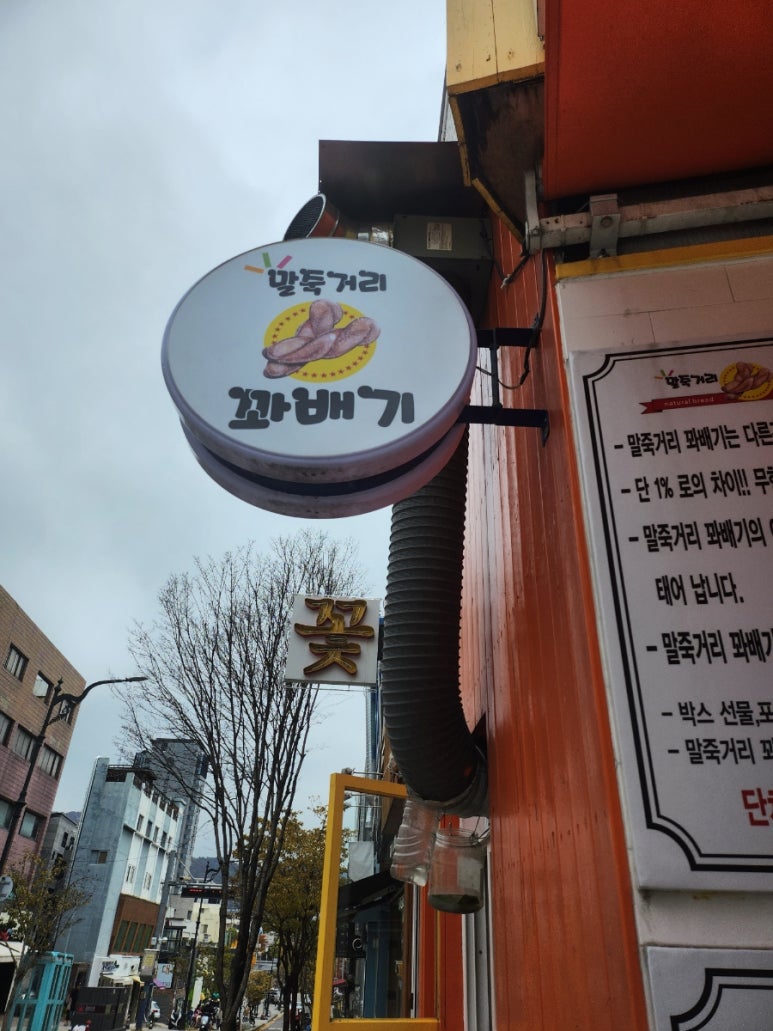 말죽거리
꽈배기
꽃
말죽거리
natural bread
- 말죽거리 꽈배기는 다른
- 단 1% 로의 차이!!
- 말죽거리 꽈배기의
태어 납니다.
- 말죽거리 꽈배기
- 박스 선물,포
- 말죽거리